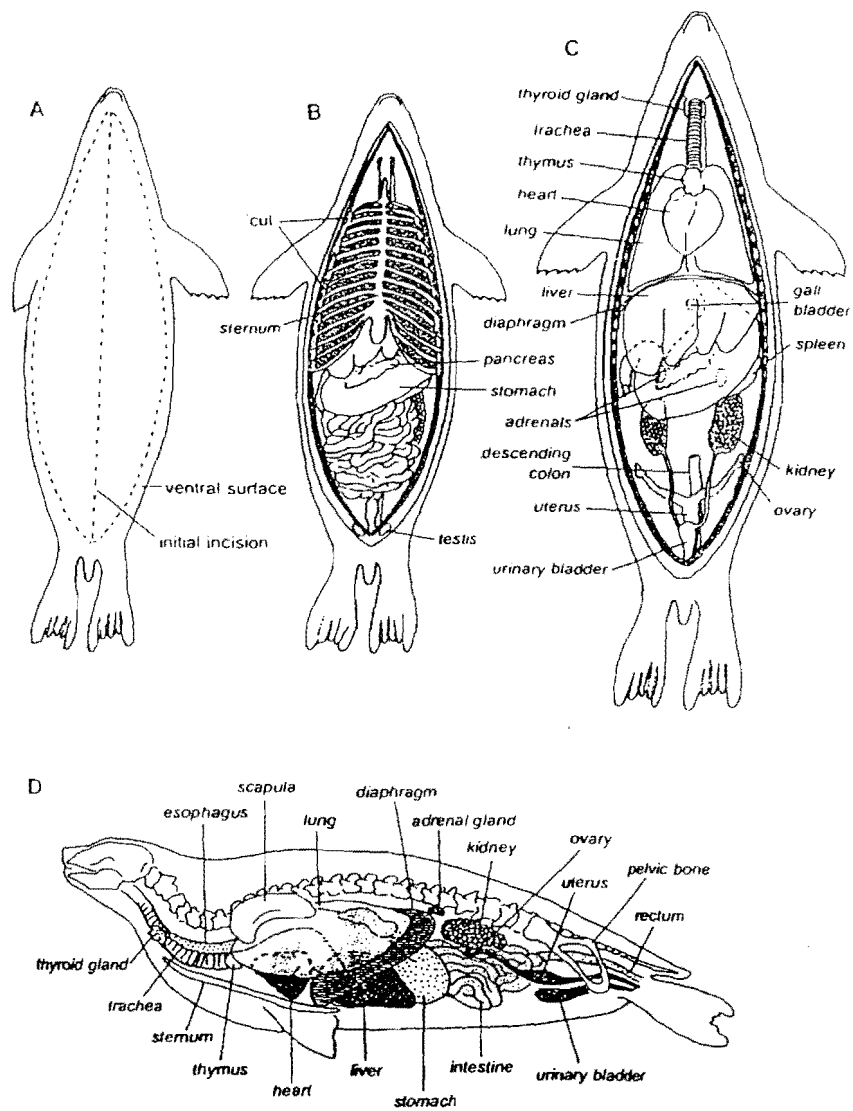 A
ventral surface
initial incision
B
cut
sternum
pancreas
stomach
testis
C
thyroid gland
trachea
thymus
heart
lung
liver
diaphragm
gall
bladder
spleen
adrenals
descending
colon
kidney
uterus
ovary
urinary bladder
D
scapula
diaphragm
esophagus
lung
adrenal gland
kidney
ovary
pelvic bone
uterus
rectum
thyroid gland
trachea
sternum
thymus
heart
liver
stomach
intestine
urinary bladder